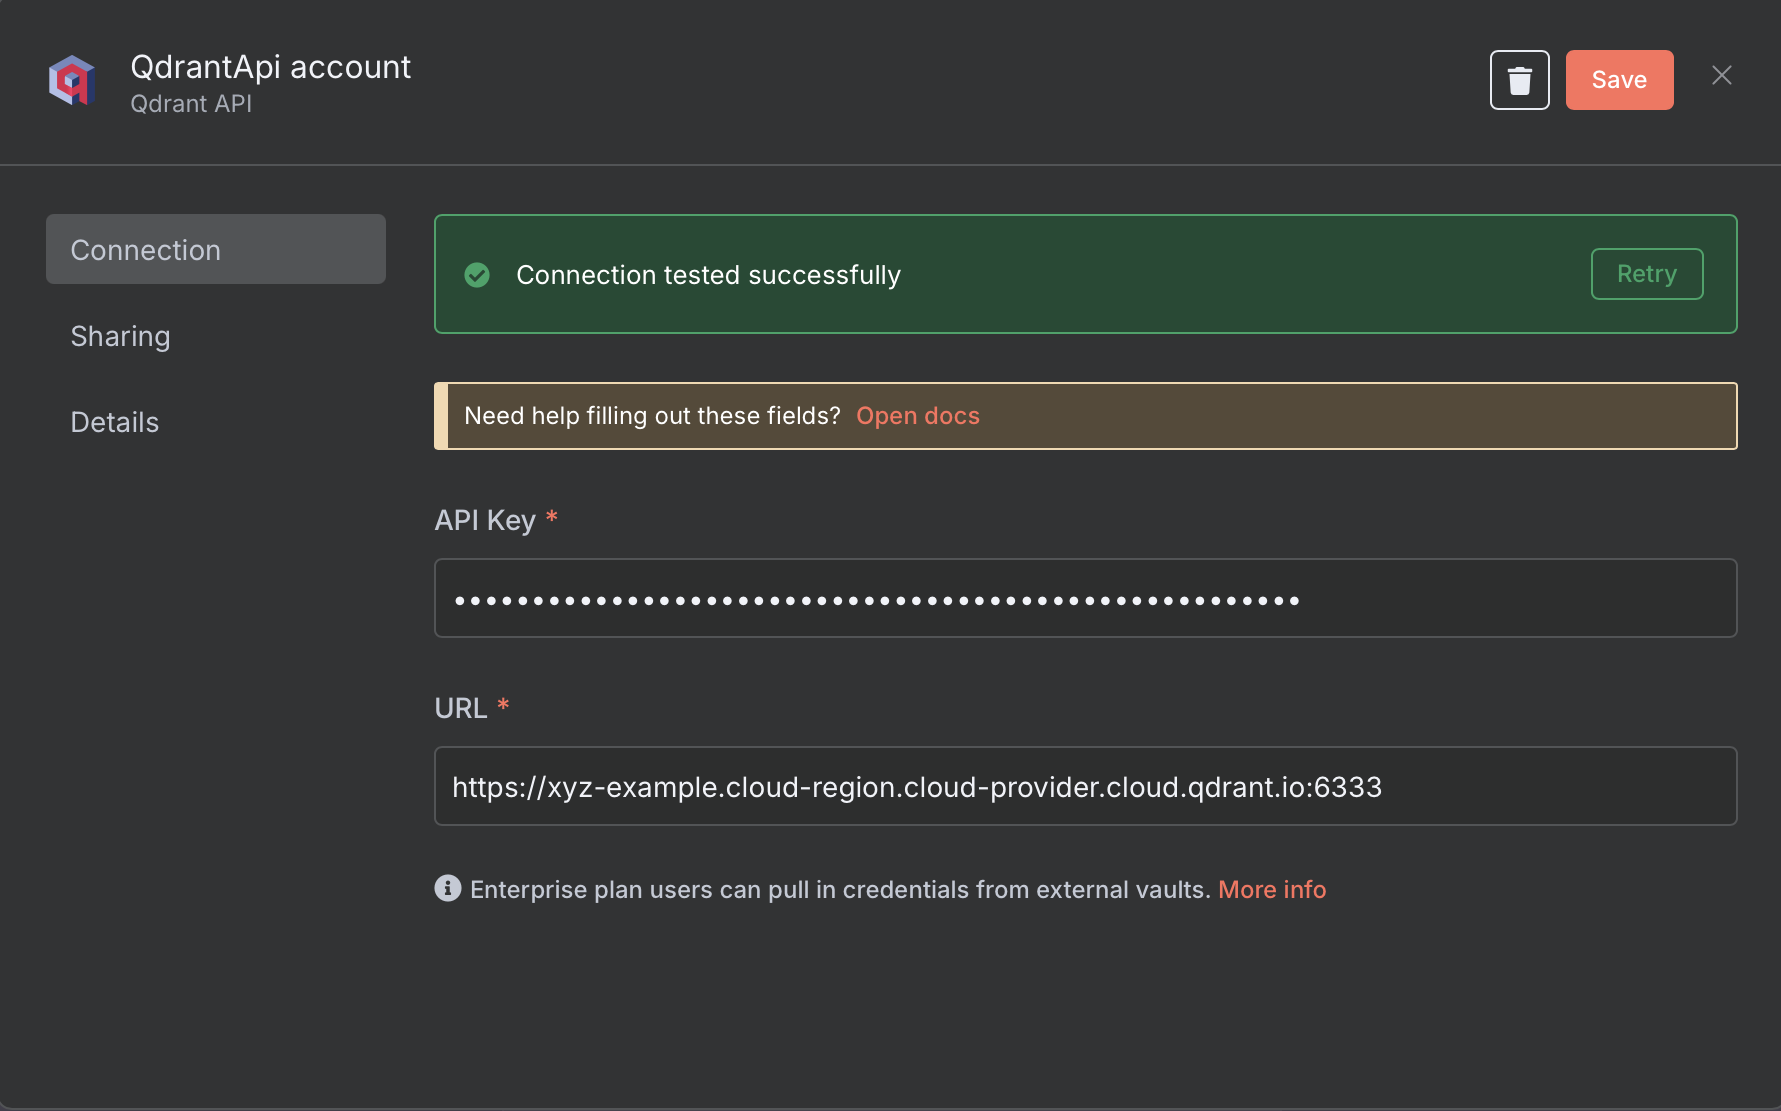 QdrantApi account
Qdrant API
Save
Connection
Sharing
Details
Connection tested successfully
Retry
Need help filling out these fields? Open docs
API Key *
••••••••••••••••••••••••••••••••••••••••••••••••••••••
URL *
https://xyz-example.cloud-region.cloud-provider.cloud.qdrant.io:6333
Enterprise plan users can pull in credentials from external vaults. More info